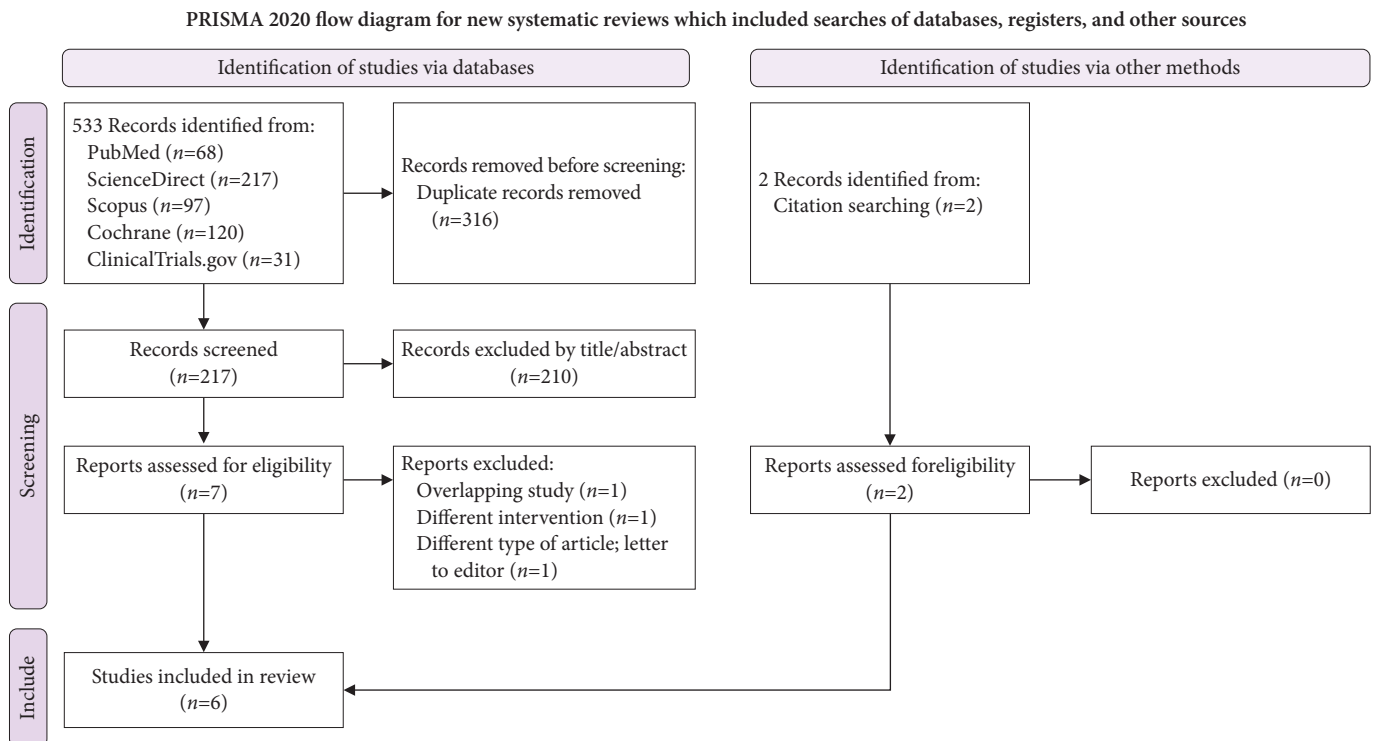 PRISMA 2020 flow diagram for new systematic reviews which included searches of databases, registers, and other sources
Identification of studies via databases
Identification of studies via other methods
Identification
533 Records identified from:
PubMed (n=68)
ScienceDirect (n=217)
Scopus (n=97)
Cochrane (n=120)
ClinicalTrials.gov (n=31)
Records removed before screening:
Duplicate records removed
(n=316)
2 Records identified from:
Citation searching (n=2)
Screening
Records screened
(n=217)
Records excluded by title/abstract
(n=210)
Reports assessed for eligibility
(n=7)
Reports excluded:
Overlapping study (n=1)
Different intervention (n=1)
Different type of article; letter
to editor (n=1)
Reports assessed foreligibility
(n=2)
Reports excluded (n=0)
Include
Studies included in review
(n=6)